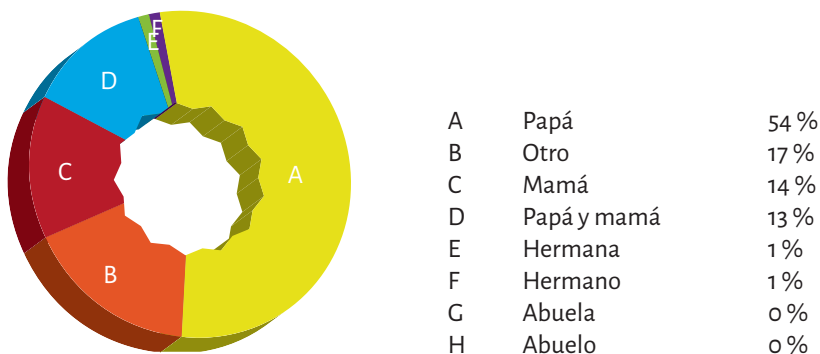 F
E
D
C
B
A
A Papá 54 %
B Otro 17 %
C Mamá 14 %
D Papá y mamá 13 %
E Hermana 1 %
F Hermano 1 %
G Abuela 0 %
H Abuelo 0 %